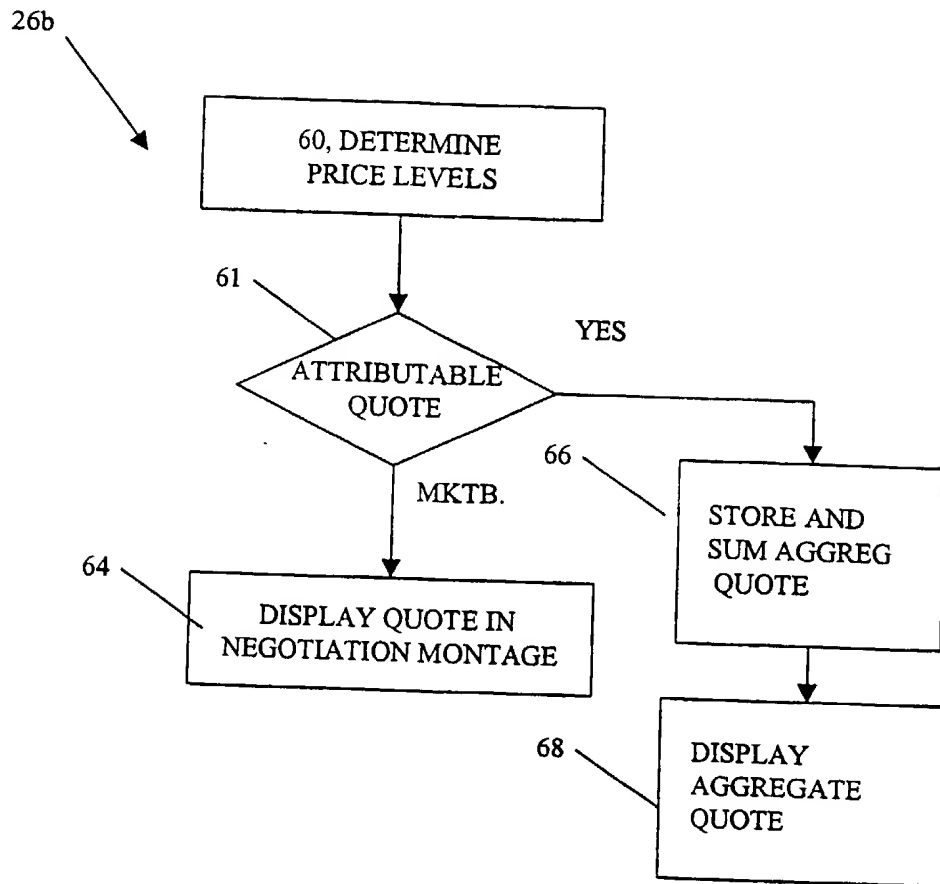 26b
60, DETERMINE
PRICE LEVELS
61
YES
ATTRIBUTABLE
QUOTE
66
MKTB.
STORE AND
SUM AGGREG
QUOTE
64
DISPLAY QUOTE IN
NEGOTIATION MONTAGE
68
DISPLAY
AGGREGATE
QUOTE